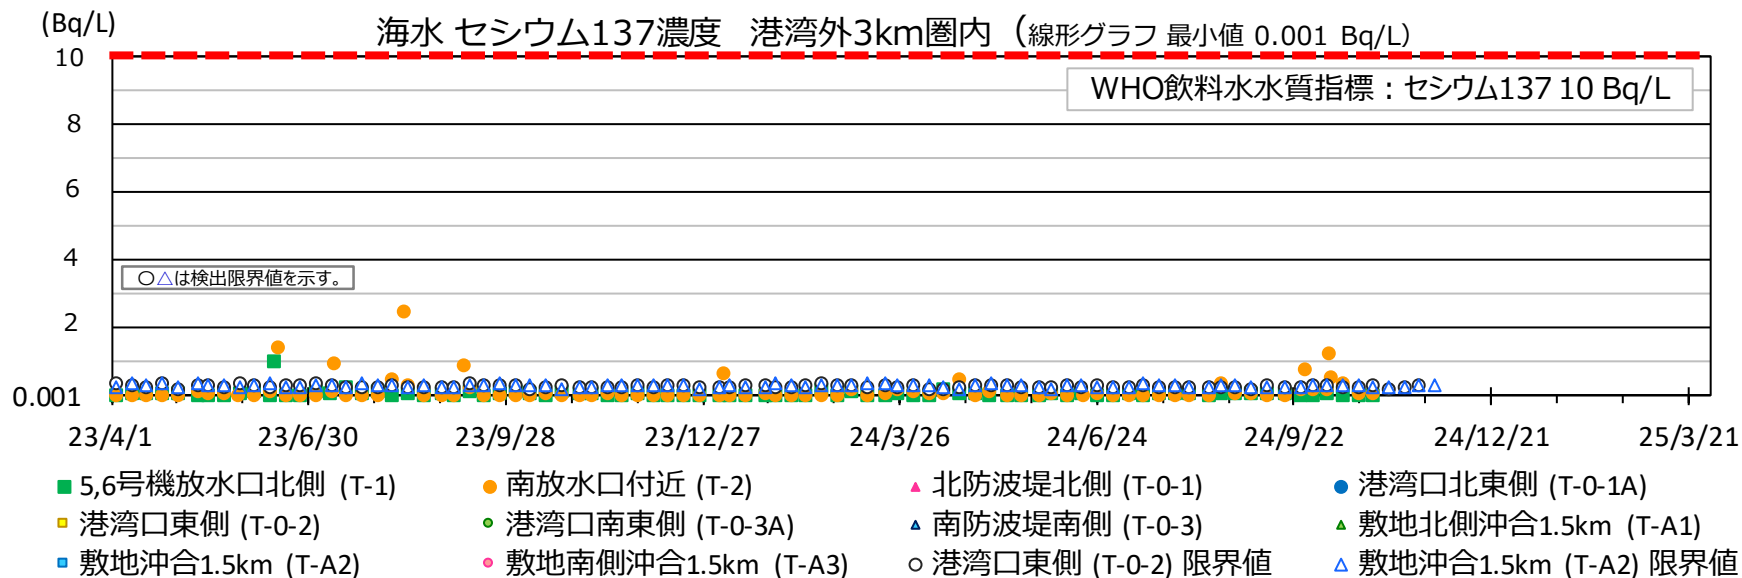 (Bq/L)
海水 セシウム137濃度 港湾外3km圏内（線形グラフ 最小値 0.001 Bq/L）
10
WHO飲料水水質指標：セシウム137 10 Bq/L
8
6
4
○△は検出限界値を示す。
2
0.001
23/4/1 23/6/30 23/9/28 23/12/27 24/3/26 24/6/24 24/9/22 24/12/21 25/3/21
5,6号機放水口北側 (T-1) 南放水口付近 (T-2) 北防波堤北側 (T-0-1) 港湾口北東側 (T-0-1A)
港湾口東側 (T-0-2) 港湾口南東側 (T-0-3A) 南防波堤南側 (T-0-3) 敷地北側沖合1.5km (T-A1)
敷地沖合1.5km (T-A2) 敷地南側沖合1.5km (T-A3) 港湾口東側 (T-0-2) 限界値 敷地沖合1.5km (T-A2) 限界値